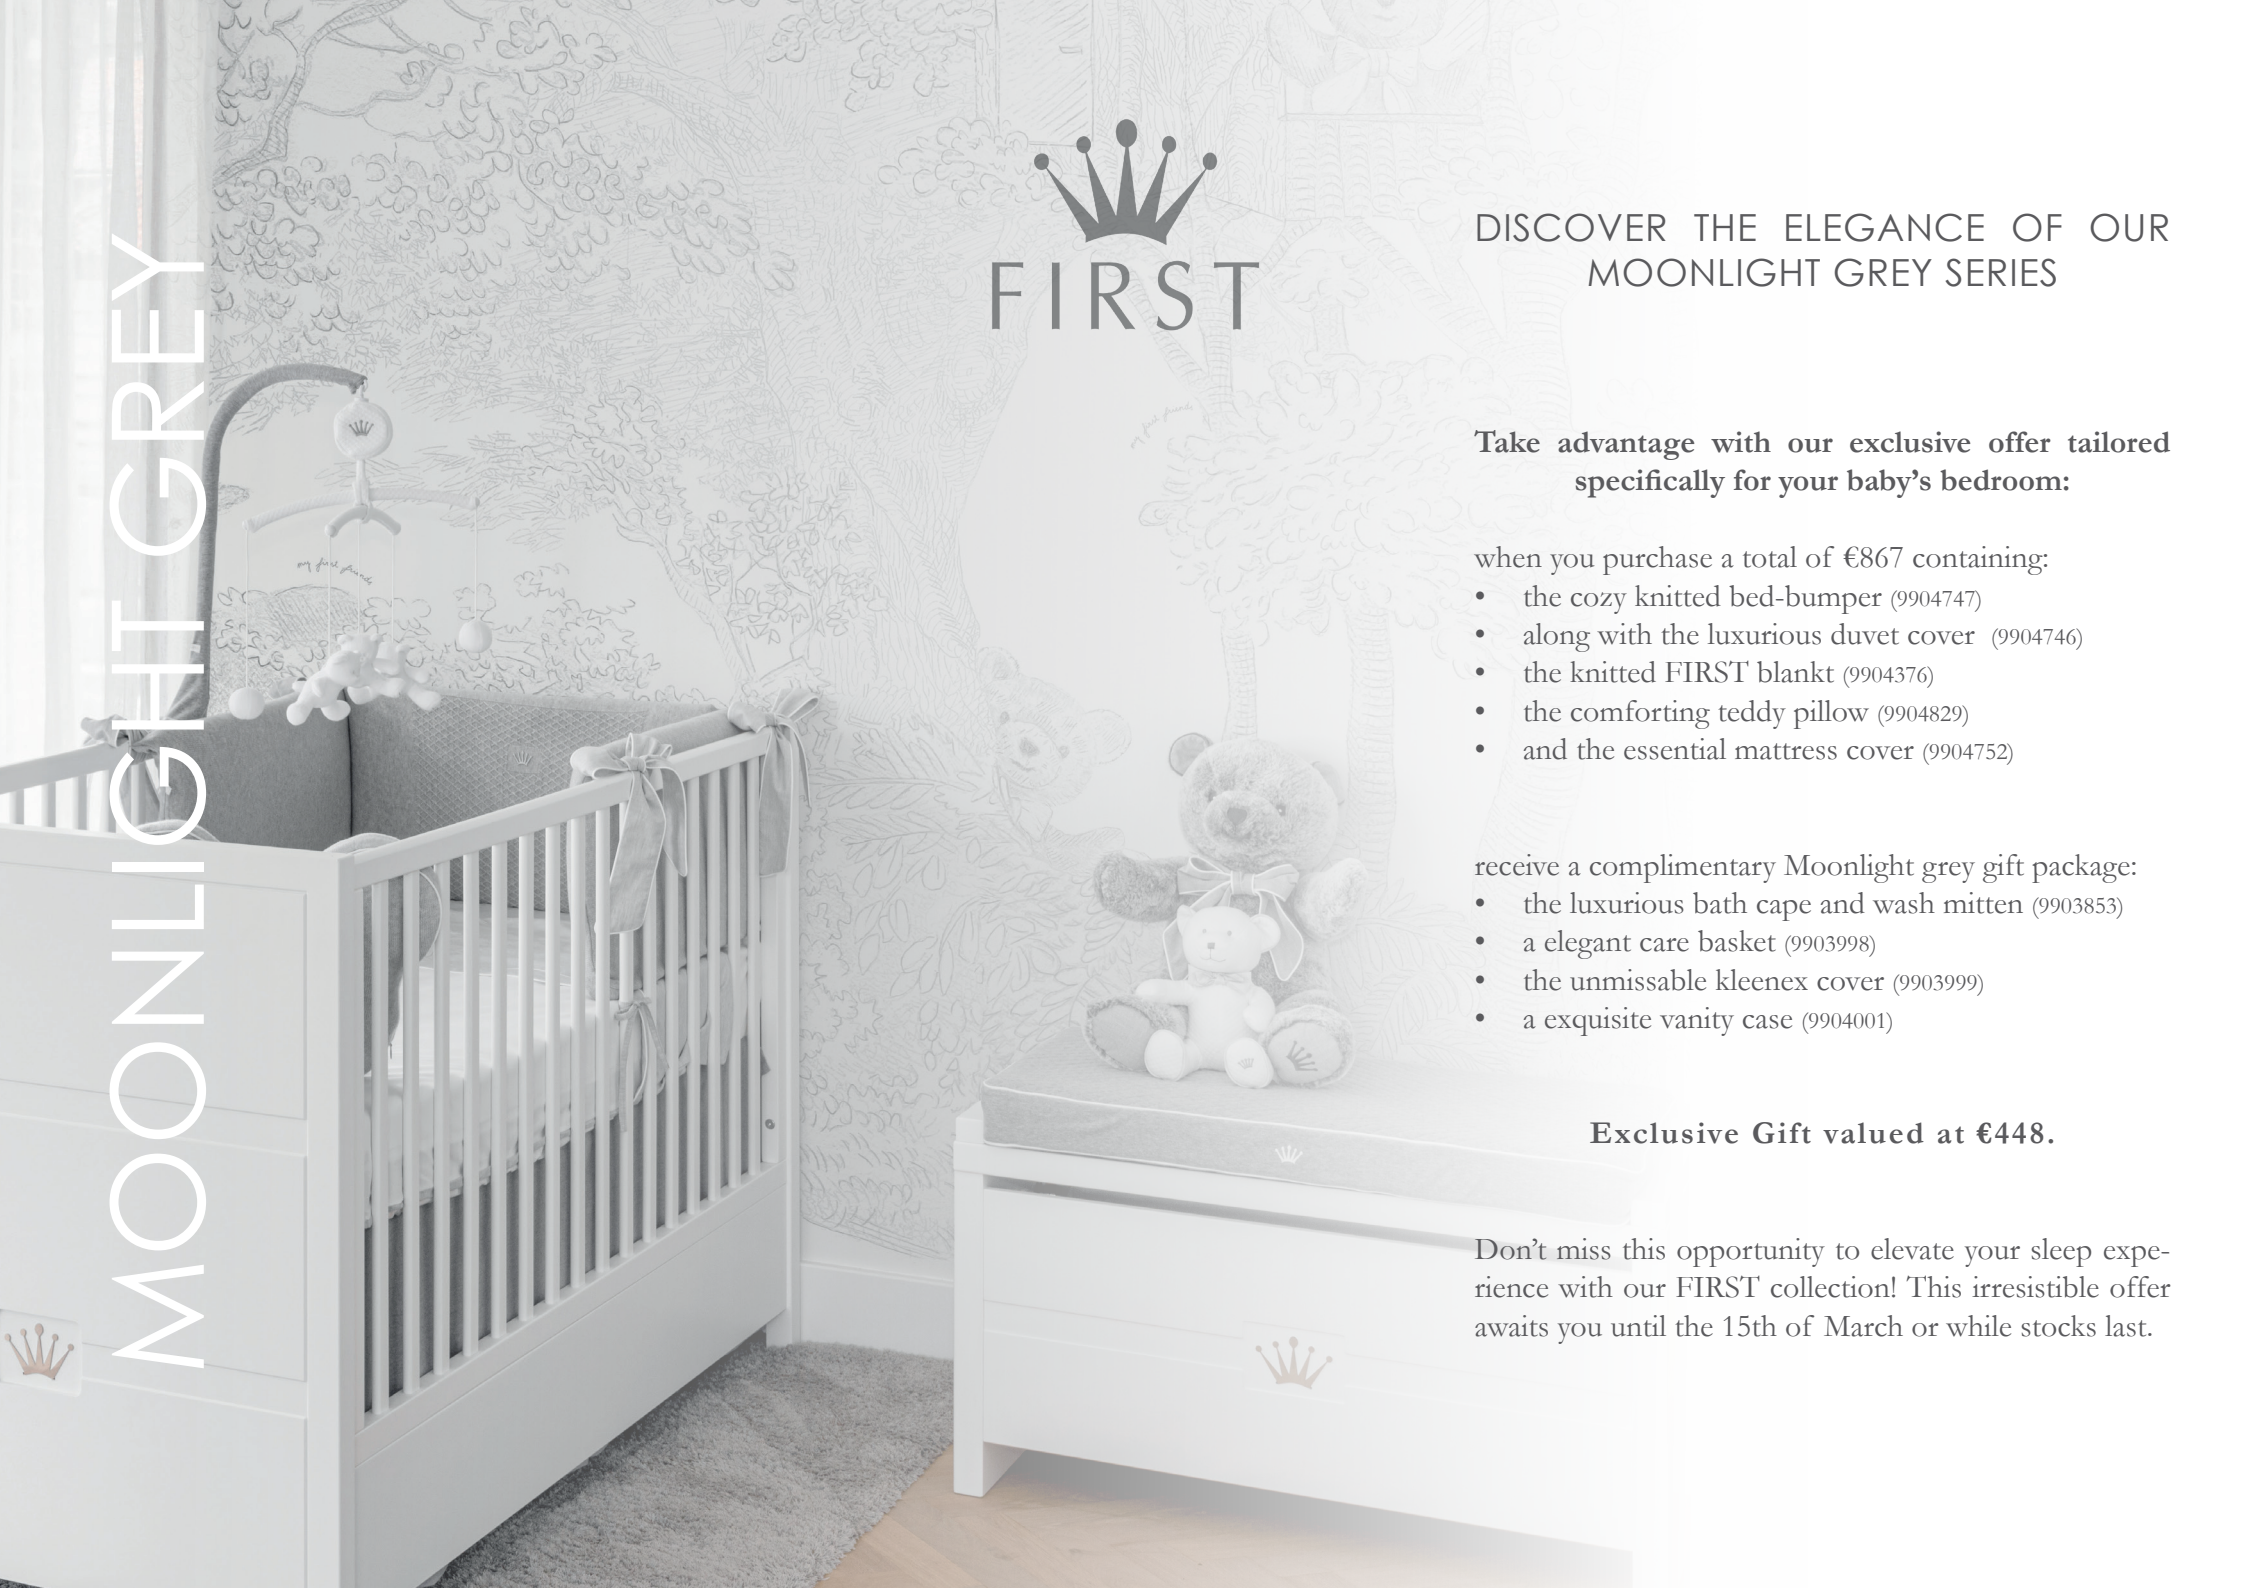 MOONLIGHT GREY
FIRST
DISCOVER THE ELEGANCE OF OUR
MOONLIGHT GREY SERIES
Take advantage with our exclusive offer tailored
specifically for your baby’s bedroom:
when you purchase a total of €867 containing:
• the cozy knitted bed-bumper (9904747)
• along with the luxurious duvet cover (9904746)
• the knitted FIRST blankt (9904376)
• the comforting teddy pillow (9904829)
• and the essential mattress cover (9904752)
receive a complimentary Moonlight grey gift package:
• the luxurious bath cape and wash mitten (9903853)
• a elegant care basket (9903998)
• the unmissable kleenex cover (9903999)
• a exquisite vanity case (9904001)
Exclusive Gift valued at €448.
Don’t miss this opportunity to elevate your sleep expe-
rience with our FIRST collection! This irresistible offer
awaits you until the 15th of March or while stocks last.
my first friends
my first friends